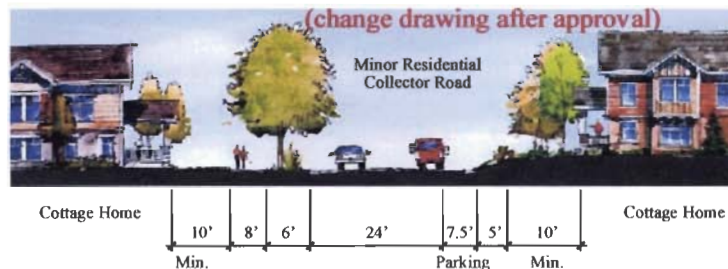 (change drawing after approval)
Minor Residential
Collector Road
Cottage Home
10'
8'
6'
24'
7.5'
5'
10'
Cottage Home
Min.
Parking
Min.